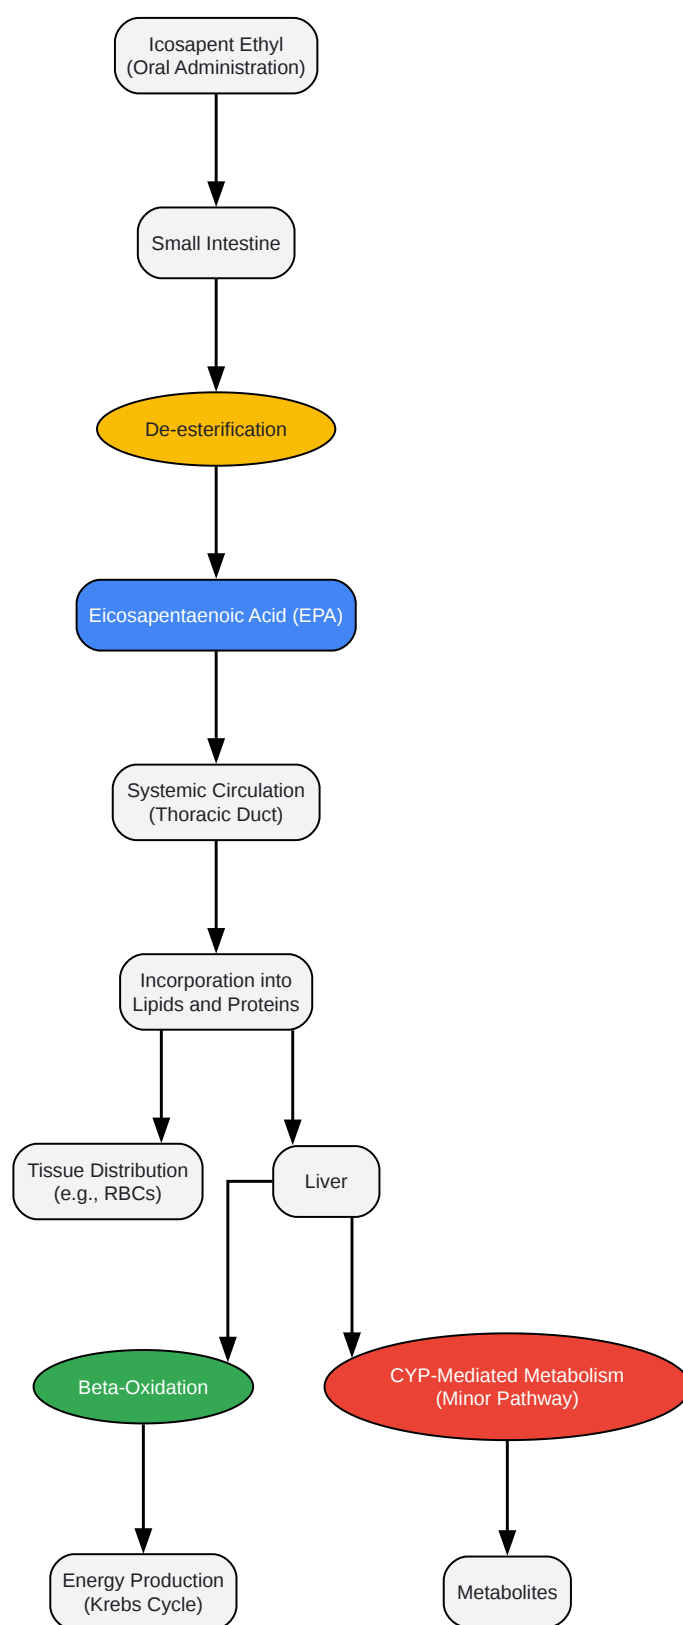 Icosapent Ethyl
(Oral Administration)
Small Intestine
De-esterification
Eicosapentaenoic Acid (EPA)
Systemic Circulation
(Thoracic Duct)
Incorporation into
Lipids and Proteins
Tissue Distribution
(e.g., RBCs)
Liver
Beta-Oxidation
CYP-Mediated Metabolism
(Minor Pathway)
Energy Production
(Krebs Cycle)
Metabolites